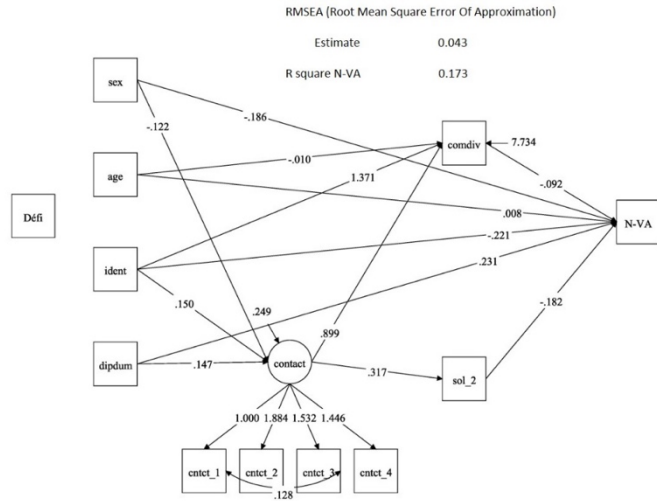 RMSEA (Root Mean Square Error Of Approximation)
Estimate 0.043
R square N-VA 0.173
sex
-.186
-.122
comdiv
7.734
age
-.010
1.371
-.092
Défi
.008
N-VA
-.221
ident
.231
.150
.249
-.182
.899
dipdum
.147
contact
.317
sol_2
1.000 1.884 1.532 1.446
cntct_1 cntct_2 cntct_3 cntct_4
.128